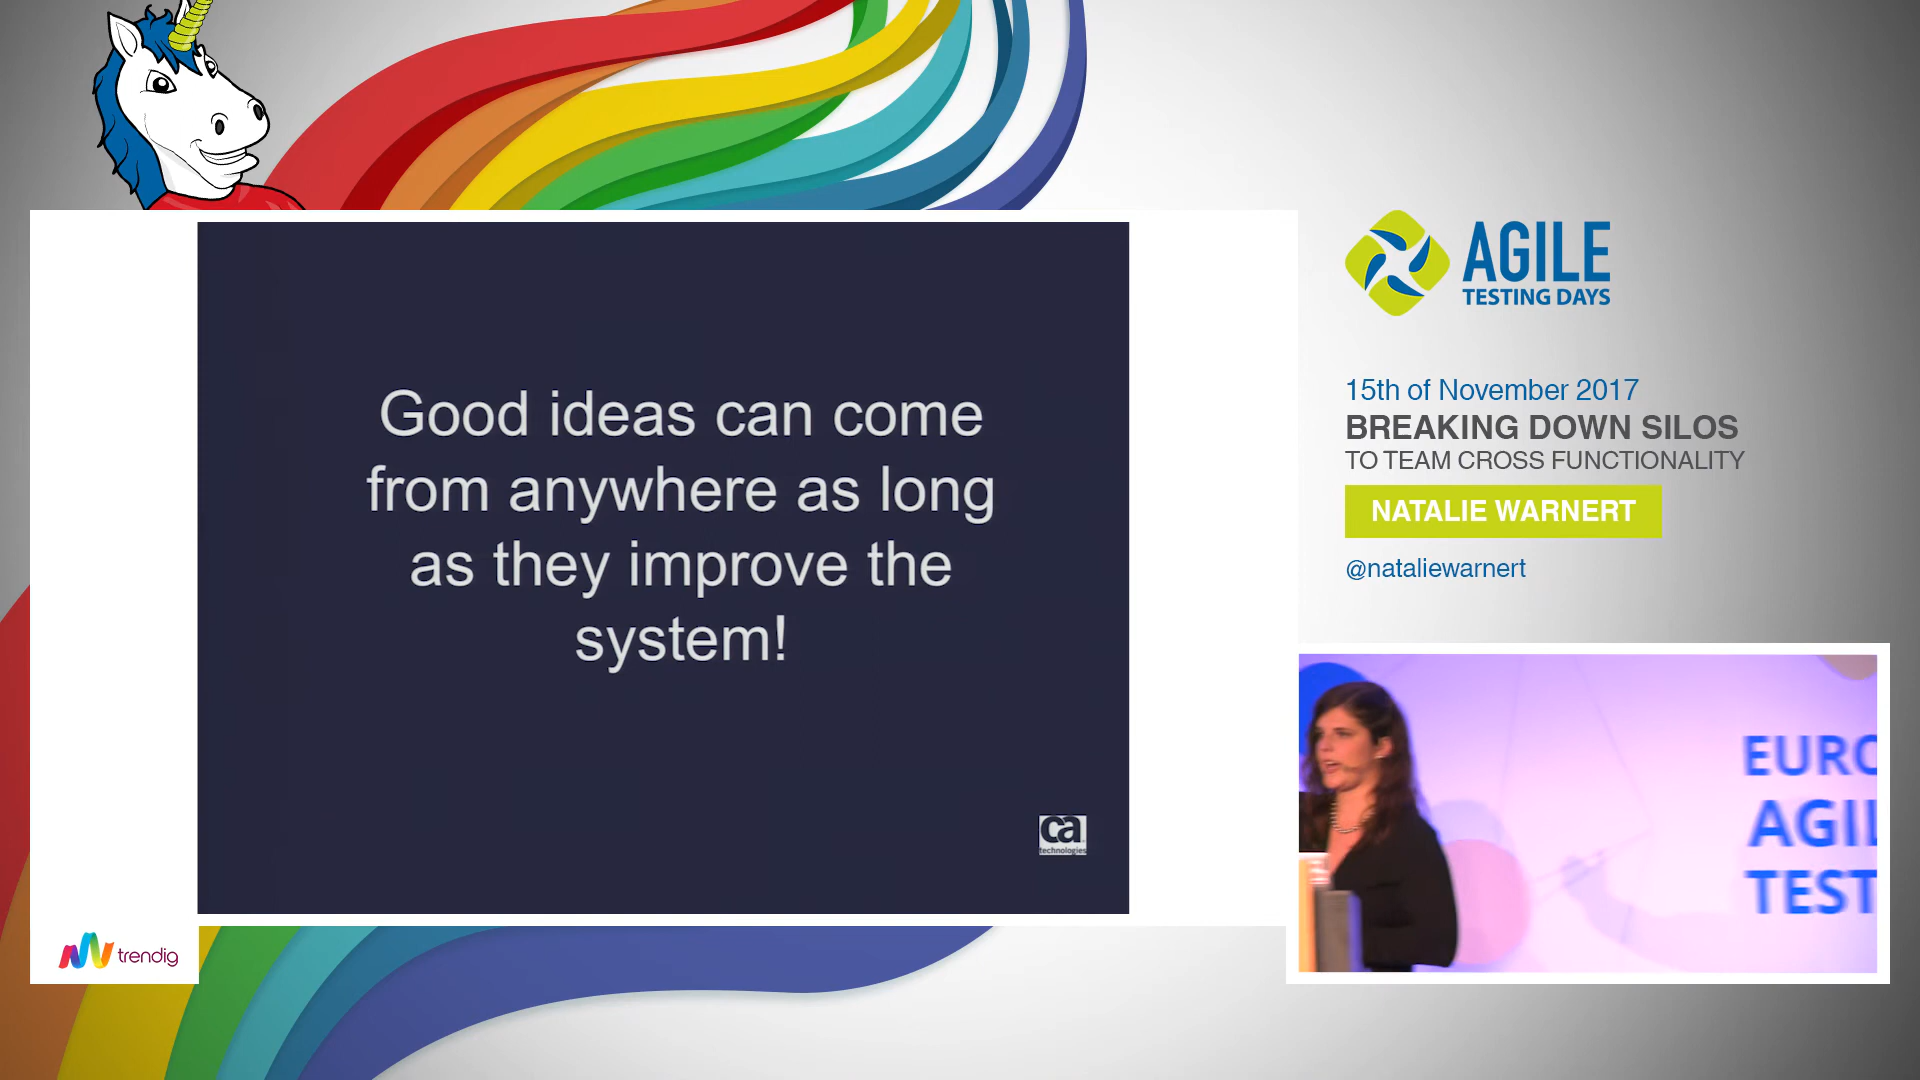 Good ideas can come
from anywhere as long
as they improve the
system!
ca
technologies
trendig
AGILE
TESTING DAYS
15th of November 2017
BREAKING DOWN SILOS
TO TEAM CROSS FUNCTIONALITY
NATALIE WARNERT
@nataliewarnert
EURO
AGIL
TEST